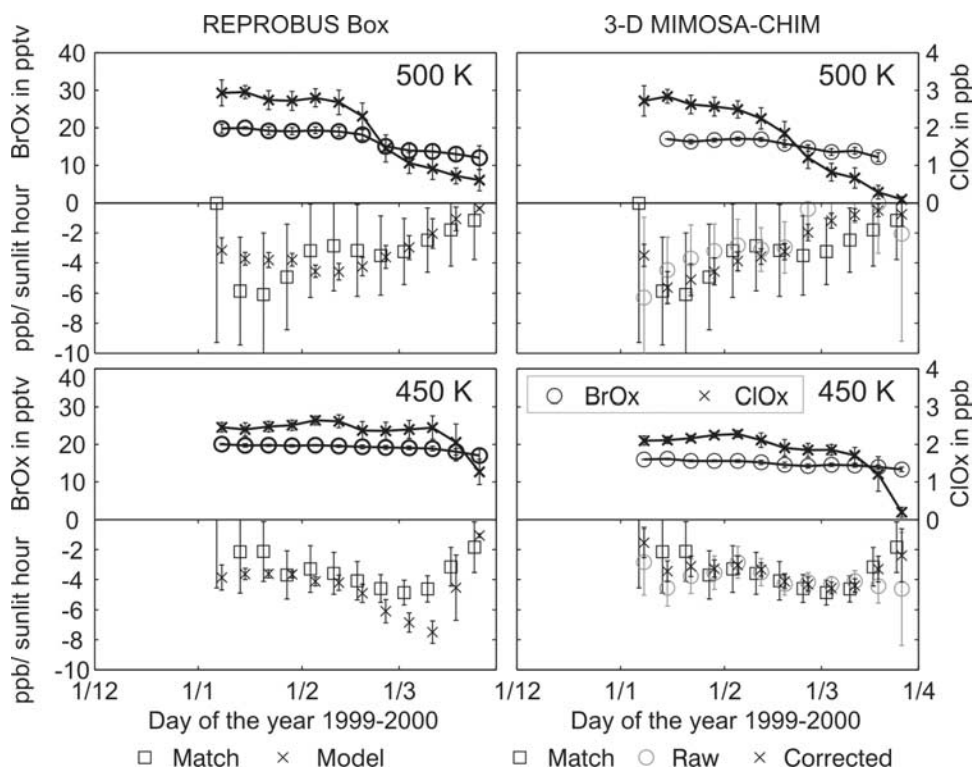 REPROBUS Box
3-D MIMOSA-CHIM
BrOx in pptv
40
30
20
10
0
500 K
500 K
4
3
2
1
0
ClOx in ppb
ppb/ sunlit hour
-2
-4
-6
-8
-10
BrOx in pptv
40
30
20
10
0
450 K
BrOx
ClOx
450 K
4
3
2
1
0
ClOx in ppb
ppb/ sunlit hour
-2
-4
-6
-8
-10
1/12 1/1 1/2 1/3
1/12 1/1 1/2 1/3 1/4
Day of the year 1999-2000
Day of the year 1999-2000
Match Model
Match Raw Corrected